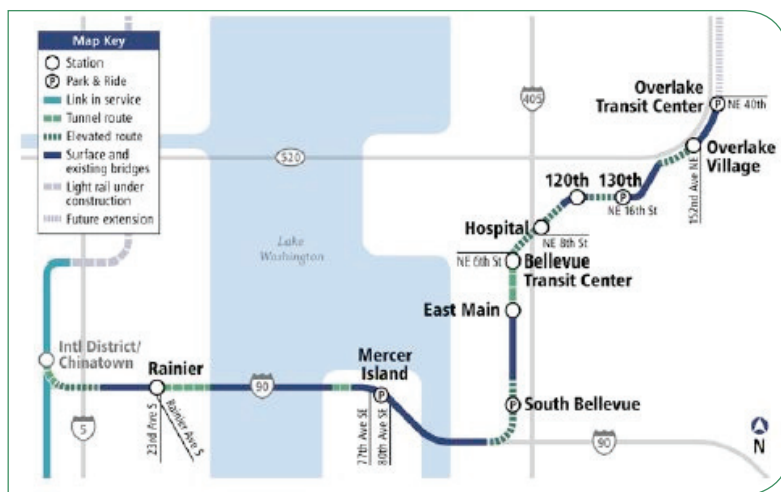 Map Key
Station
P Park & Ride
Link in service
Tunnel route
Elevated route
Surface and
existing bridges
Light rail under
construction
Future extension
Overlake
Transit Center
P
NE 40th
405
520
Overlake
Village
152nd Ave NE
120th
130th
P
NE 16th St
Hospital
NE 8th St
NE 6th St
Bellevue
Transit Center
Lake
Washington
East Main
Intl District/
Chinatown
Rainier
23rd Ave S
Rainier Ave S
90
Mercer
Island
P
77th Ave SE
80th Ave SE
P
South Bellevue
5
90
N